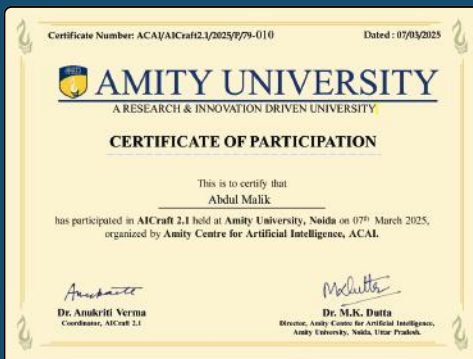 Certificate Number: ACAI/AICraft2.1/2025/P/79-010
Dated : 07/03/2025
AMITY UNIVERSITY
A RESEARCH & INNOVATION DRIVEN UNIVERSITY
CERTIFICATE OF PARTICIPATION
This is to certify that
Abdul Malik
has participated in AICraft 2.1 held at Amity University, Noida on 07th March 2025,
organized by Amity Centre for Artificial Intelligence, ACAI.
Dr. Anukriti Verma
Coordinator, AICraft 2.1
Dr. M.K. Dutta
Director, Amity Centre for Artificial Intelligence,
Amity University, Noida, Uttar Pradesh.